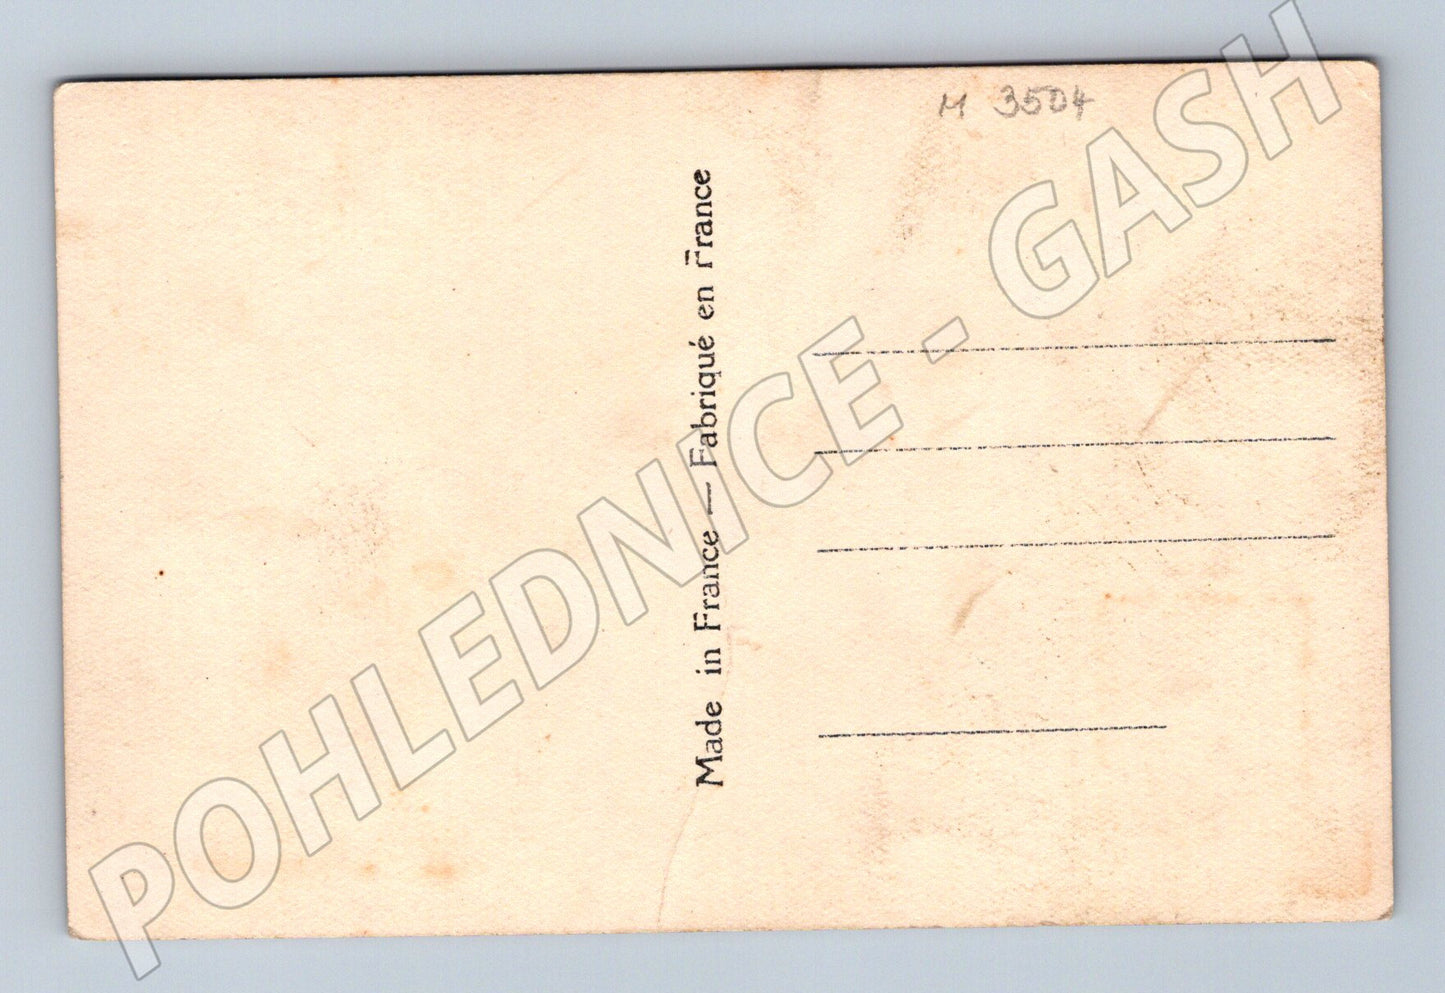 M 3504
Made in France — Fabriqué en France
POHLEDNICE - GASH